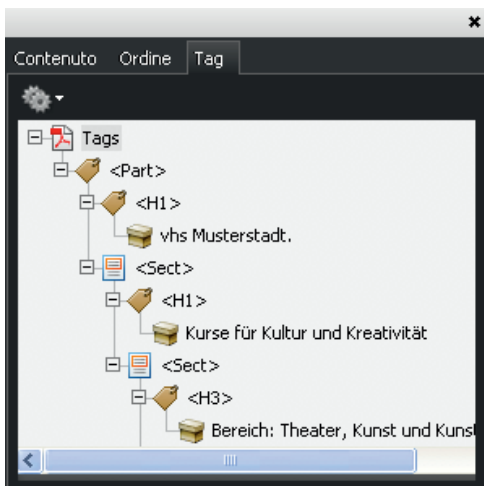 Contenuto Ordine Tag
Tags
<Part>
<H1>
vhs Musterstadt.
<Sect>
<H1>
Kurse für Kultur und Kreativität
<Sect>
<H3>
Bereich: Theater, Kunst und Kunst